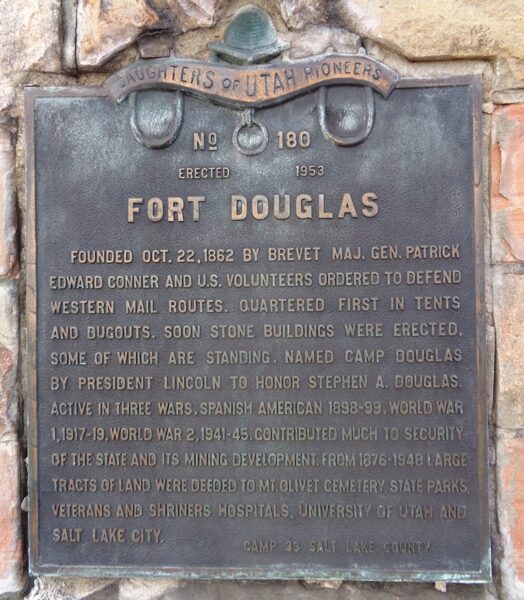 DAUGHTERS OF UTAH PIONEERS
No 180
ERECTED 1953
FORT DOUGLAS
FOUNDED OCT. 22, 1862 BY BREVET MAJ. GEN. PATRICK
EDWARD CONNER AND U.S. VOLUNTEERS ORDERED TO DEFEND
WESTERN MAIL ROUTES. QUARTERED FIRST IN TENTS
AND DUGOUTS. SOON STONE BUILDINGS WERE ERECTED,
SOME OF WHICH ARE STANDING. NAMED CAMP DOUGLAS
BY PRESIDENT LINCOLN TO HONOR STEPHEN A. DOUGLAS.
ACTIVE IN THREE WARS, SPANISH AMERICAN 1898-99, WORLD WAR
1, 1917-19, WORLD WAR 2, 1941-45. CONTRIBUTED MUCH TO SECURITY
OF THE STATE AND ITS MINING DEVELOPMENT. FROM 1876-1948 LARGE
TRACTS OF LAND WERE DEEDED TO MT. OLIVET CEMETERY, STATE PARKS,
VETERANS AND SHRINERS HOSPITALS, UNIVERSITY OF UTAH AND
SALT LAKE CITY.
CAMP 33 SALT LAKE COUNTY